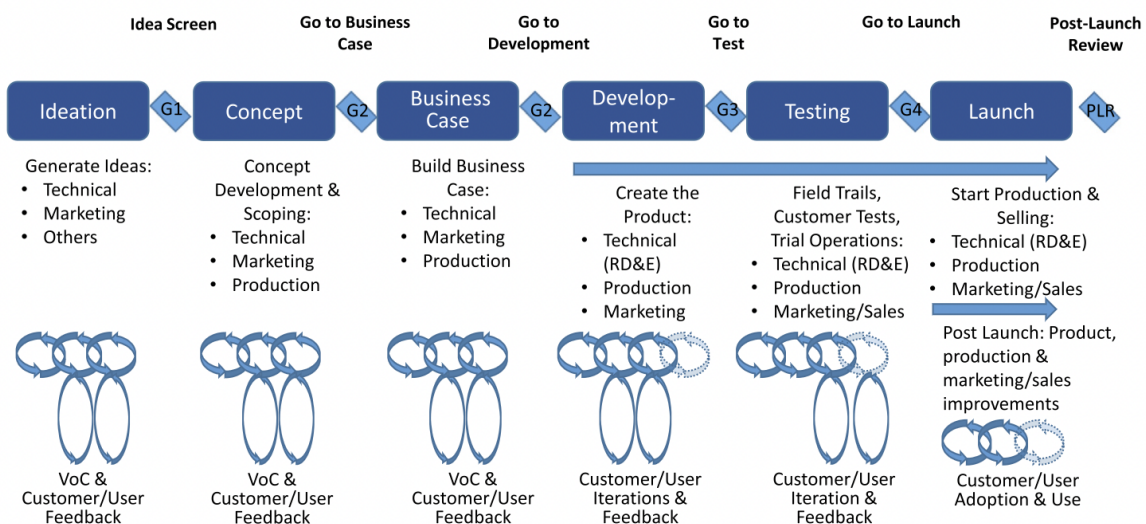 Idea Screen
Go to Business
Case
Go to
Development
Go to
Test
Go to Launch
Post-Launch
Review
Ideation
G1
Concept
G2
Business
Case
G2
Develop-
ment
G3
Testing
G4
Launch
PLR
Generate Ideas:
• Technical
• Marketing
• Others
Concept
Development &
Scoping:
• Technical
• Marketing
• Production
Build Business
Case:
• Technical
• Marketing
• Production
Create the
Product:
• Technical
(RD&E)
• Production
• Marketing
Field Trails,
Customer Tests,
Trial Operations:
• Technical (RD&E)
• Production
• Marketing/Sales
Start Production &
Selling:
• Technical (RD&E)
• Production
• Marketing/Sales
Post Launch: Product,
production &
marketing/sales
improvements
VoC &
Customer/User
Feedback
VoC &
Customer/User
Feedback
VoC &
Customer/User
Feedback
Customer/User
Iterations &
Feedback
Customer/User
Iteration &
Feedback
Customer/User
Adoption & Use